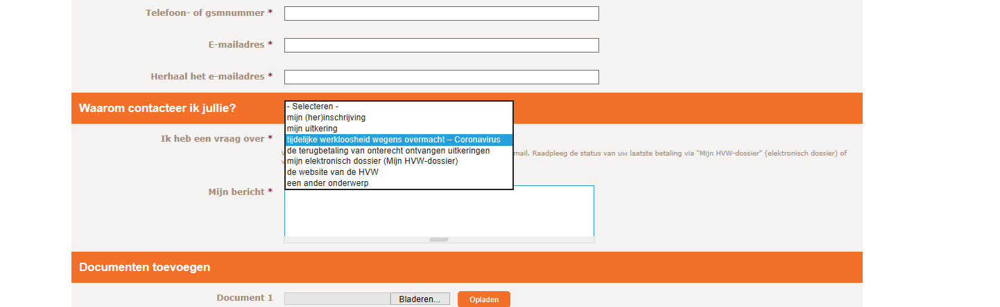 Telefoon- of gsmnummer *
E-mailadres *
Herhaal het e-mailadres *
Waarom contacteer ik jullie?
Ik heb een vraag over *
- Selecteren -
mijn (her)inschrijving
mijn uitkering
tijdelijke werkloosheid wegens overmacht – Coronavirus
de terugbetaling van onterecht ontvangen uitkeringen
mijn elektronisch dossier (Mijn HVW-dossier)
de website van de HVW
een ander onderwerp
mail. Raadpleeg de status van uw laatste betaling via "Mijn HVW-dossier" (elektronisch dossier) of
Mijn bericht *
Documenten toevoegen
Document 1
Bladeren...
Opladen